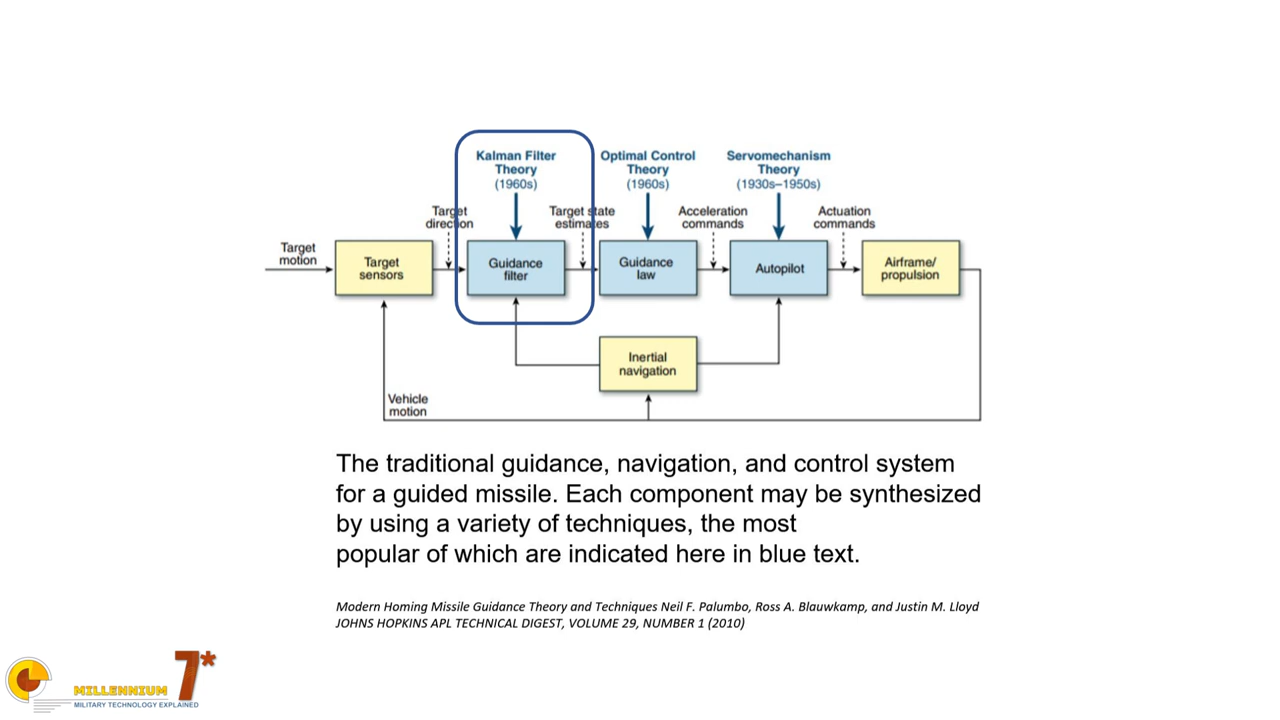 Kalman Filter
Theory
(1960s)
Optimal Control
Theory
(1960s)
Servomechanism
Theory
(1930s–1950s)
Target
direction
Target state
estimates
Acceleration
commands
Actuation
commands
Target
motion
Target
sensors
Guidance
filter
Guidance
law
Autopilot
Airframe/
propulsion
Inertial
navigation
Vehicle
motion
The traditional guidance, navigation, and control system
for a guided missile. Each component may be synthesized
by using a variety of techniques, the most
popular of which are indicated here in blue text.
Modern Homing Missile Guidance Theory and Techniques Neil F. Palumbo, Ross A. Blauwkamp, and Justin M. Lloyd
JOHNS HOPKINS APL TECHNICAL DIGEST, VOLUME 29, NUMBER 1 (2010)
MILLENNIUM 7*
MILITARY TECHNOLOGY EXPLAINED